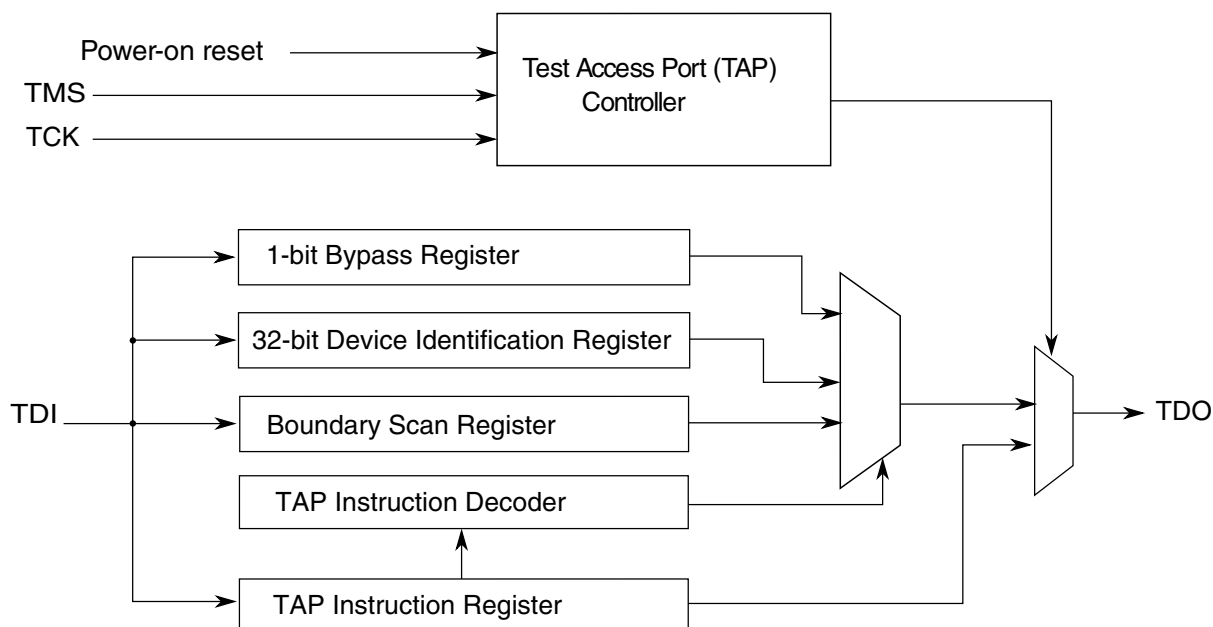 Power-on reset
TMS
TCK
Test Access Port (TAP)
Controller
1-bit Bypass Register
32-bit Device Identification Register
TDI
Boundary Scan Register
TDO
TAP Instruction Decoder
TAP Instruction Register